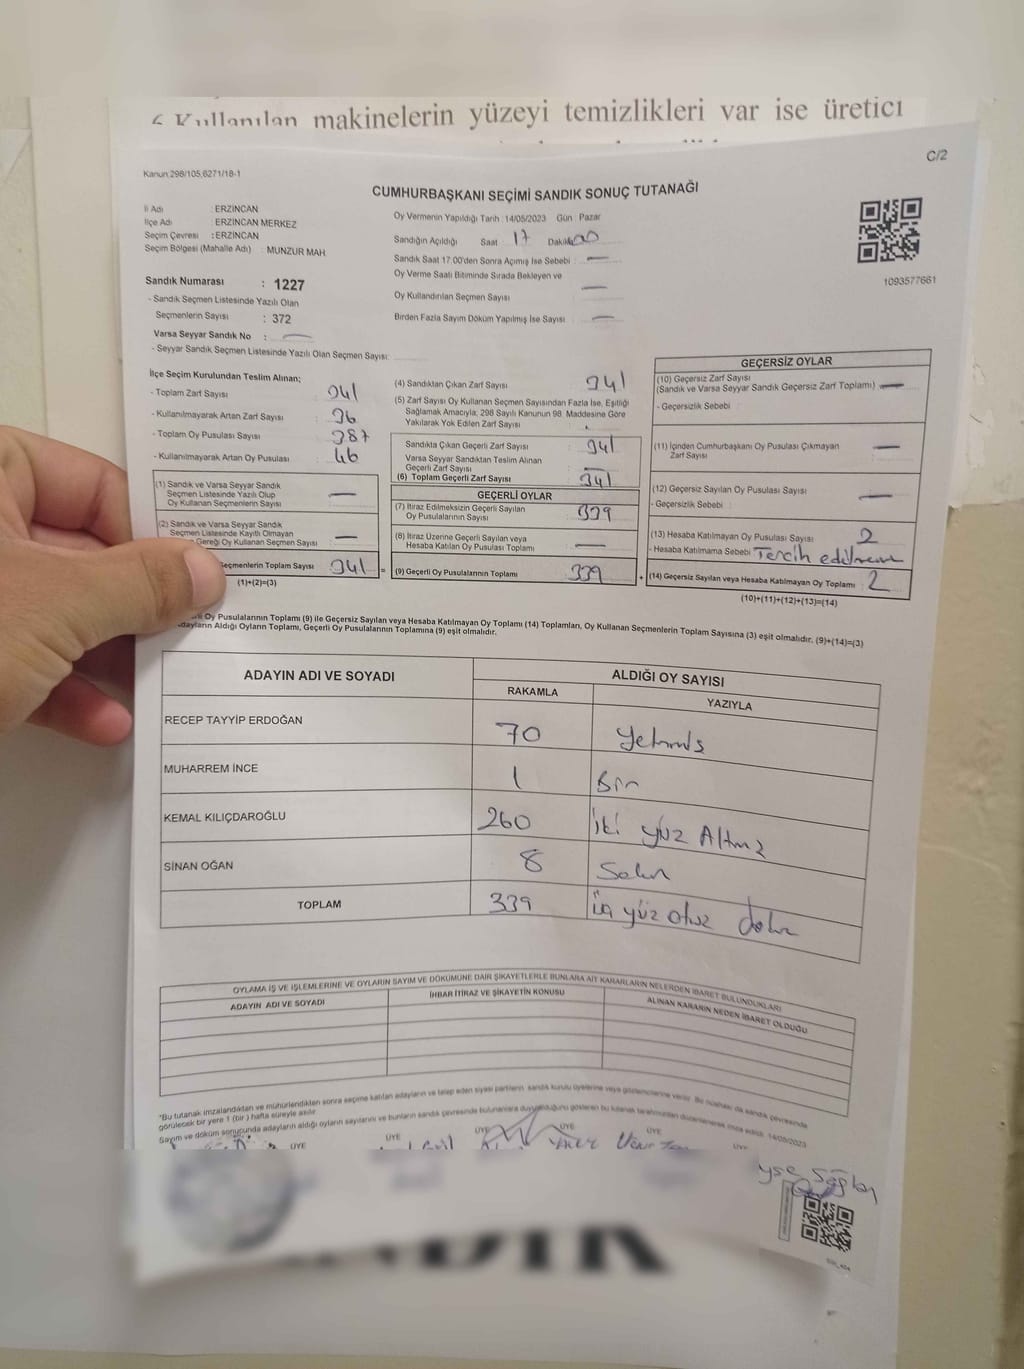 Kullanılan makinelerin yüzeyi temizlikleri var ise üretici
C/2
Kanun:298/105,6271/18-1
CUMHURBAŞKANI SEÇİMİ SANDIK SONUÇ TUTANAĞI
İl Adı : ERZİNCAN
İlçe Adı : ERZİNCAN MERKEZ
Seçim Çevresi : ERZİNCAN
Seçim Bölgesi (Mahalle Adı) : MUNZUR MAH
Sandık Numarası : 1227
- Sandık Seçmen Listesinde Yazılı Olan
Seçmenlerin Sayısı : 372
Varsa Seyyar Sandık No : —
- Seyyar Sandık Seçmen Listesinde Yazılı Olan Seçmen Sayısı:
Oy Vermenin Yapıldığı Tarih :14/05/2023 Gün : Pazar
Sandığın Açıldığı Saat 17 Dakika 00
Sandık Saat 17.00'den Sonra Açımış İse Sebebi : —
Oy Verme Saati Bitiminde Sırada Bekleyen ve
Oy Kullandırılan Seçmen Sayısı —
Birden Fazla Sayım Döküm Yapılmış İse Sayısı : —
1093577661
İlçe Seçim Kurulundan Teslim Alınan;
- Toplam Zarf Sayısı :
- Kullanılmayarak Artan Zarf Sayısı : 36
- Toplam Oy Pusulası Sayısı : 387
- Kullanılmayarak Artan Oy Pusulası : 46
(1) Sandık ve Varsa Seyyar Sandık
Seçmen Listesinde Yazılı Olup
Oy Kullanan Seçmenlerin Sayısı —
(2) Sandık ve Varsa Seyyar Sandık
Seçmen Listesinde Kayıtlı Olmayan
Gereği Oy Kullanan Seçmen Sayısı —
Seçmenlerin Toplam Sayısı 341 =
(1)+(2)=(3)
(4) Sandıktan Çıkan Zarf Sayısı : 341
(5) Zarf Sayısı Oy Kullanan Seçmen Sayısından Fazla İse, Eşitliği
Sağlamak Amacıyla; 298 Sayılı Kanunun 98. Maddesine Göre
Yakılarak Yok Edilen Zarf Sayısı :
Sandıkta Çıkan Geçerli Zarf Sayısı : 341
Varsa Seyyar Sandıktan Teslim Alınan
Geçerli Zarf Sayısı : —
(6) Toplam Geçerli Zarf Sayısı : 341
GEÇERLİ OYLAR
(7) İtiraz Edilmeksizin Geçerli Sayılan
Oy Pusulalarının Sayısı : 339
(8) İtiraz Üzerine Geçerli Sayılan veya
Hesaba Katılan Oy Pusulası Toplamı : —
(9) Geçerli Oy Pusulalarının Toplamı : 339 +
GEÇERSİZ OYLAR
(10) Geçersiz Zarf Sayısı
(Sandık ve Varsa Seyyar Sandık Geçersiz Zarf Toplamı) : —
- Geçersizlik Sebebi :
(11) İçinden Cumhurbaşkanı Oy Pusulası Çıkmayan
Zarf Sayısı : —
(12) Geçersiz Sayılan Oy Pusulası Sayısı : —
- Geçersizlik Sebebi :
(13) Hesaba Katılmayan Oy Pusulası Sayısı : 2
- Hesaba Katılmama Sebebi : Tercih
(14) Geçersiz Sayılan veya Hesaba Katılmayan Oy Toplamı : 2
(10)+(11)+(12)+(13)=(14)
Oy Pusulalarının Toplamı (9) ile Geçersiz Sayılan veya Hesaba Katılmayan Oy Toplamı (14) Toplamları, Oy Kullanan Seçmenlerin Toplam Sayısına (3) eşit olmalıdır. (9)+(14)=(3)
Aldığı Oyların Toplamı, Geçerli Oy Pusulalarının Toplamına (9) eşit olmalıdır.
ADAYIN ADI VE SOYADI
ALDIĞI OY SAYISI
RAKAMLA YAZIYLA
RECEP TAYYİP ERDOĞAN 70 yetmiş
MUHARREM İNCE 1 Bir
KEMAL KILIÇDAROĞLU 260 iki yüz Altmış
SİNAN OĞAN 8 Sekiz
TOPLAM 339 üç yüz otuz dokuz
OYLAMA İŞ VE İŞLEMLERİNE VE OYLARIN SAYIM VE DÖKÜMÜNE DAİR ŞİKAYETLERLE BUNLARA AİT KARARLARIN NELERDEN İBARET BULUNDUKLARI
ADAYIN ADI VE SOYADI İHBAR İTİRAZ VE ŞİKAYETİN KONUSU ALINAN KARARIN NEDEN İBARET OLDUĞU
*Bu tutanak imzalandıktan ve mühürlendikten sonra seçime katılan adayların ve talep eden siyasi partilerin sandık kurulu üyelerine veya gözlemcilerine verilir. Bir nüshası da sandık çevresinde
görülecek bir yere 1 (bir) hafta süreyle asılır.
Sayım ve döküm sonucunda adayların aldığı oyların sayılarını ve bunların sandık çevresinde bulunanlara duyurulduğunu gösteren bu tutanak tarafımızdan düzenlenerek imza edildi. 14/05/2023
ÜYE ÜYE ÜYE ÜYE ÜYE ÜYE